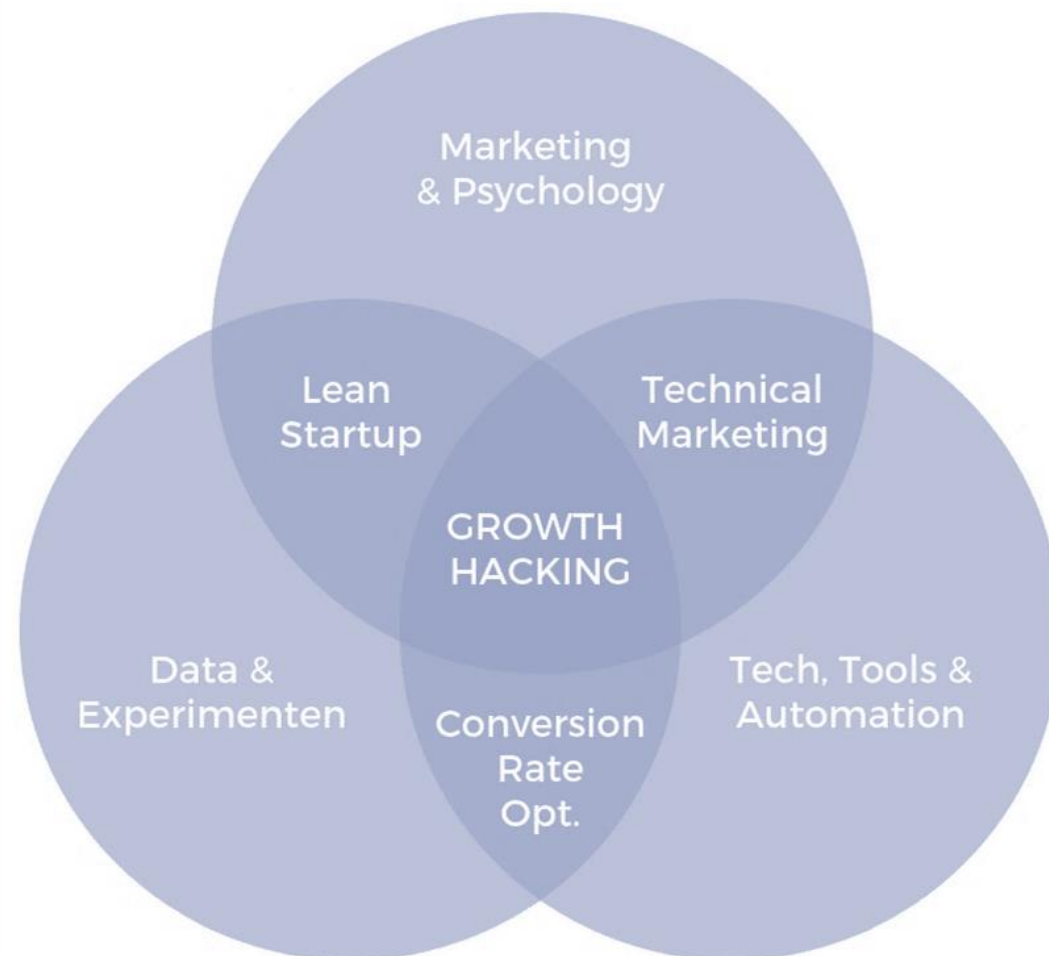 Marketing
& Psychology
Lean
Startup
Technical
Marketing
GROWTH
HACKING
Data &
Experimenten
Tech, Tools &
Automation
Conversion
Rate
Opt.